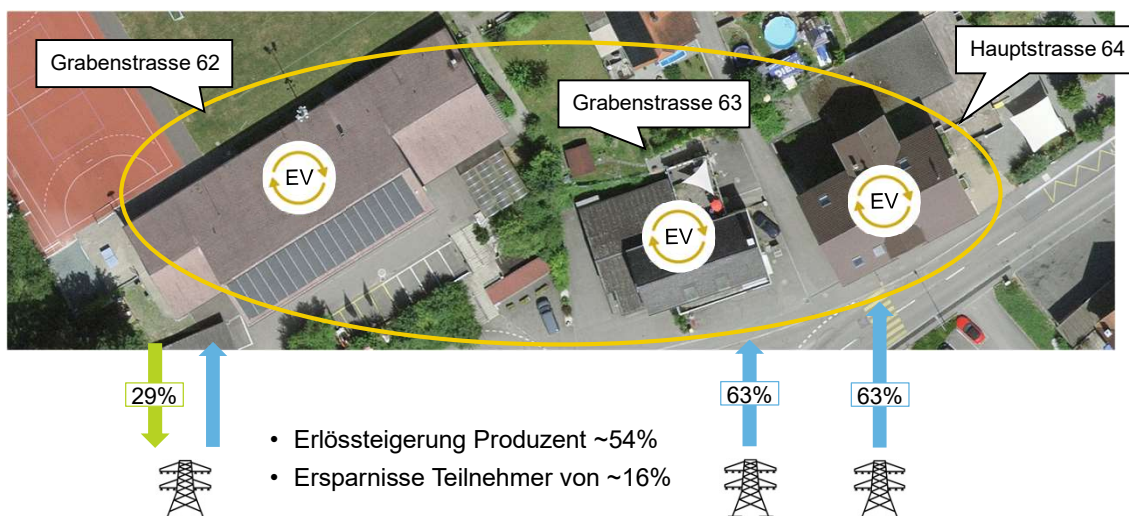 Grabenstrasse 62
Hauptstrasse 64
Grabenstrasse 63
EV
EV
EV
29%
63%
63%
• Erlössteigerung Produzent ~54%
• Ersparnisse Teilnehmer von ~16%